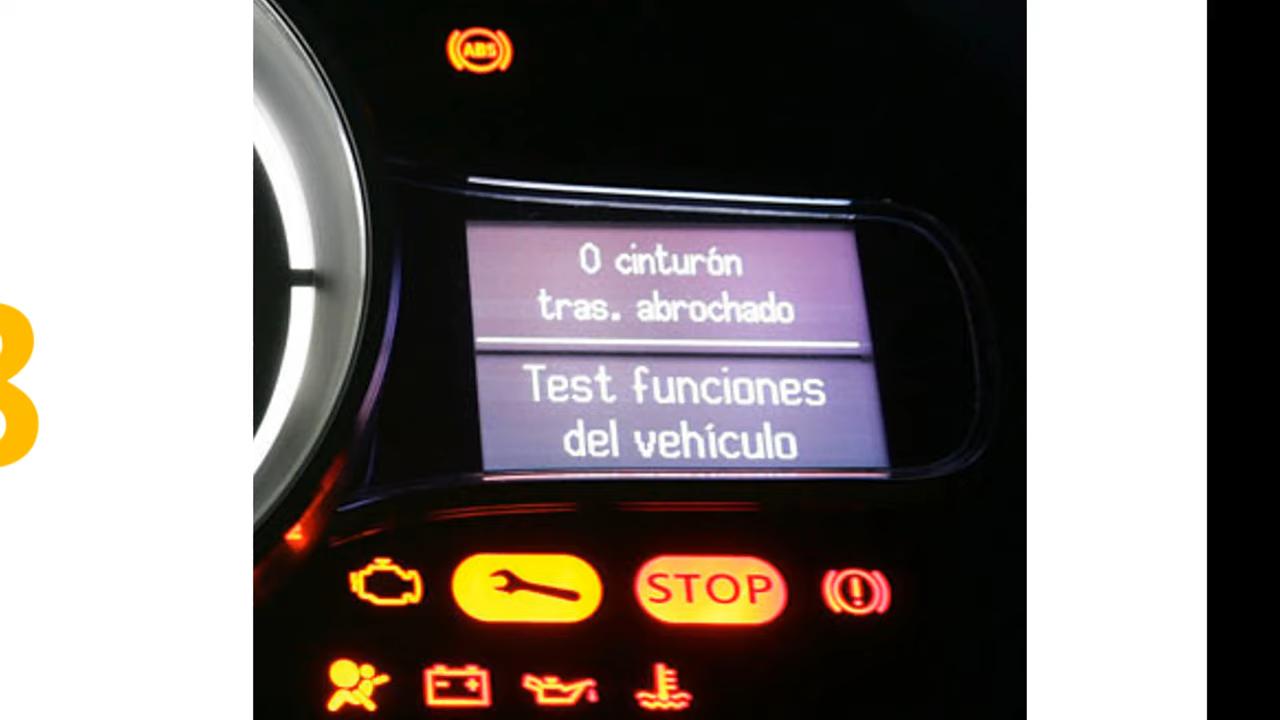 ABS
0 cinturón
tras. abrochado
Test funciones
del vehículo
STOP